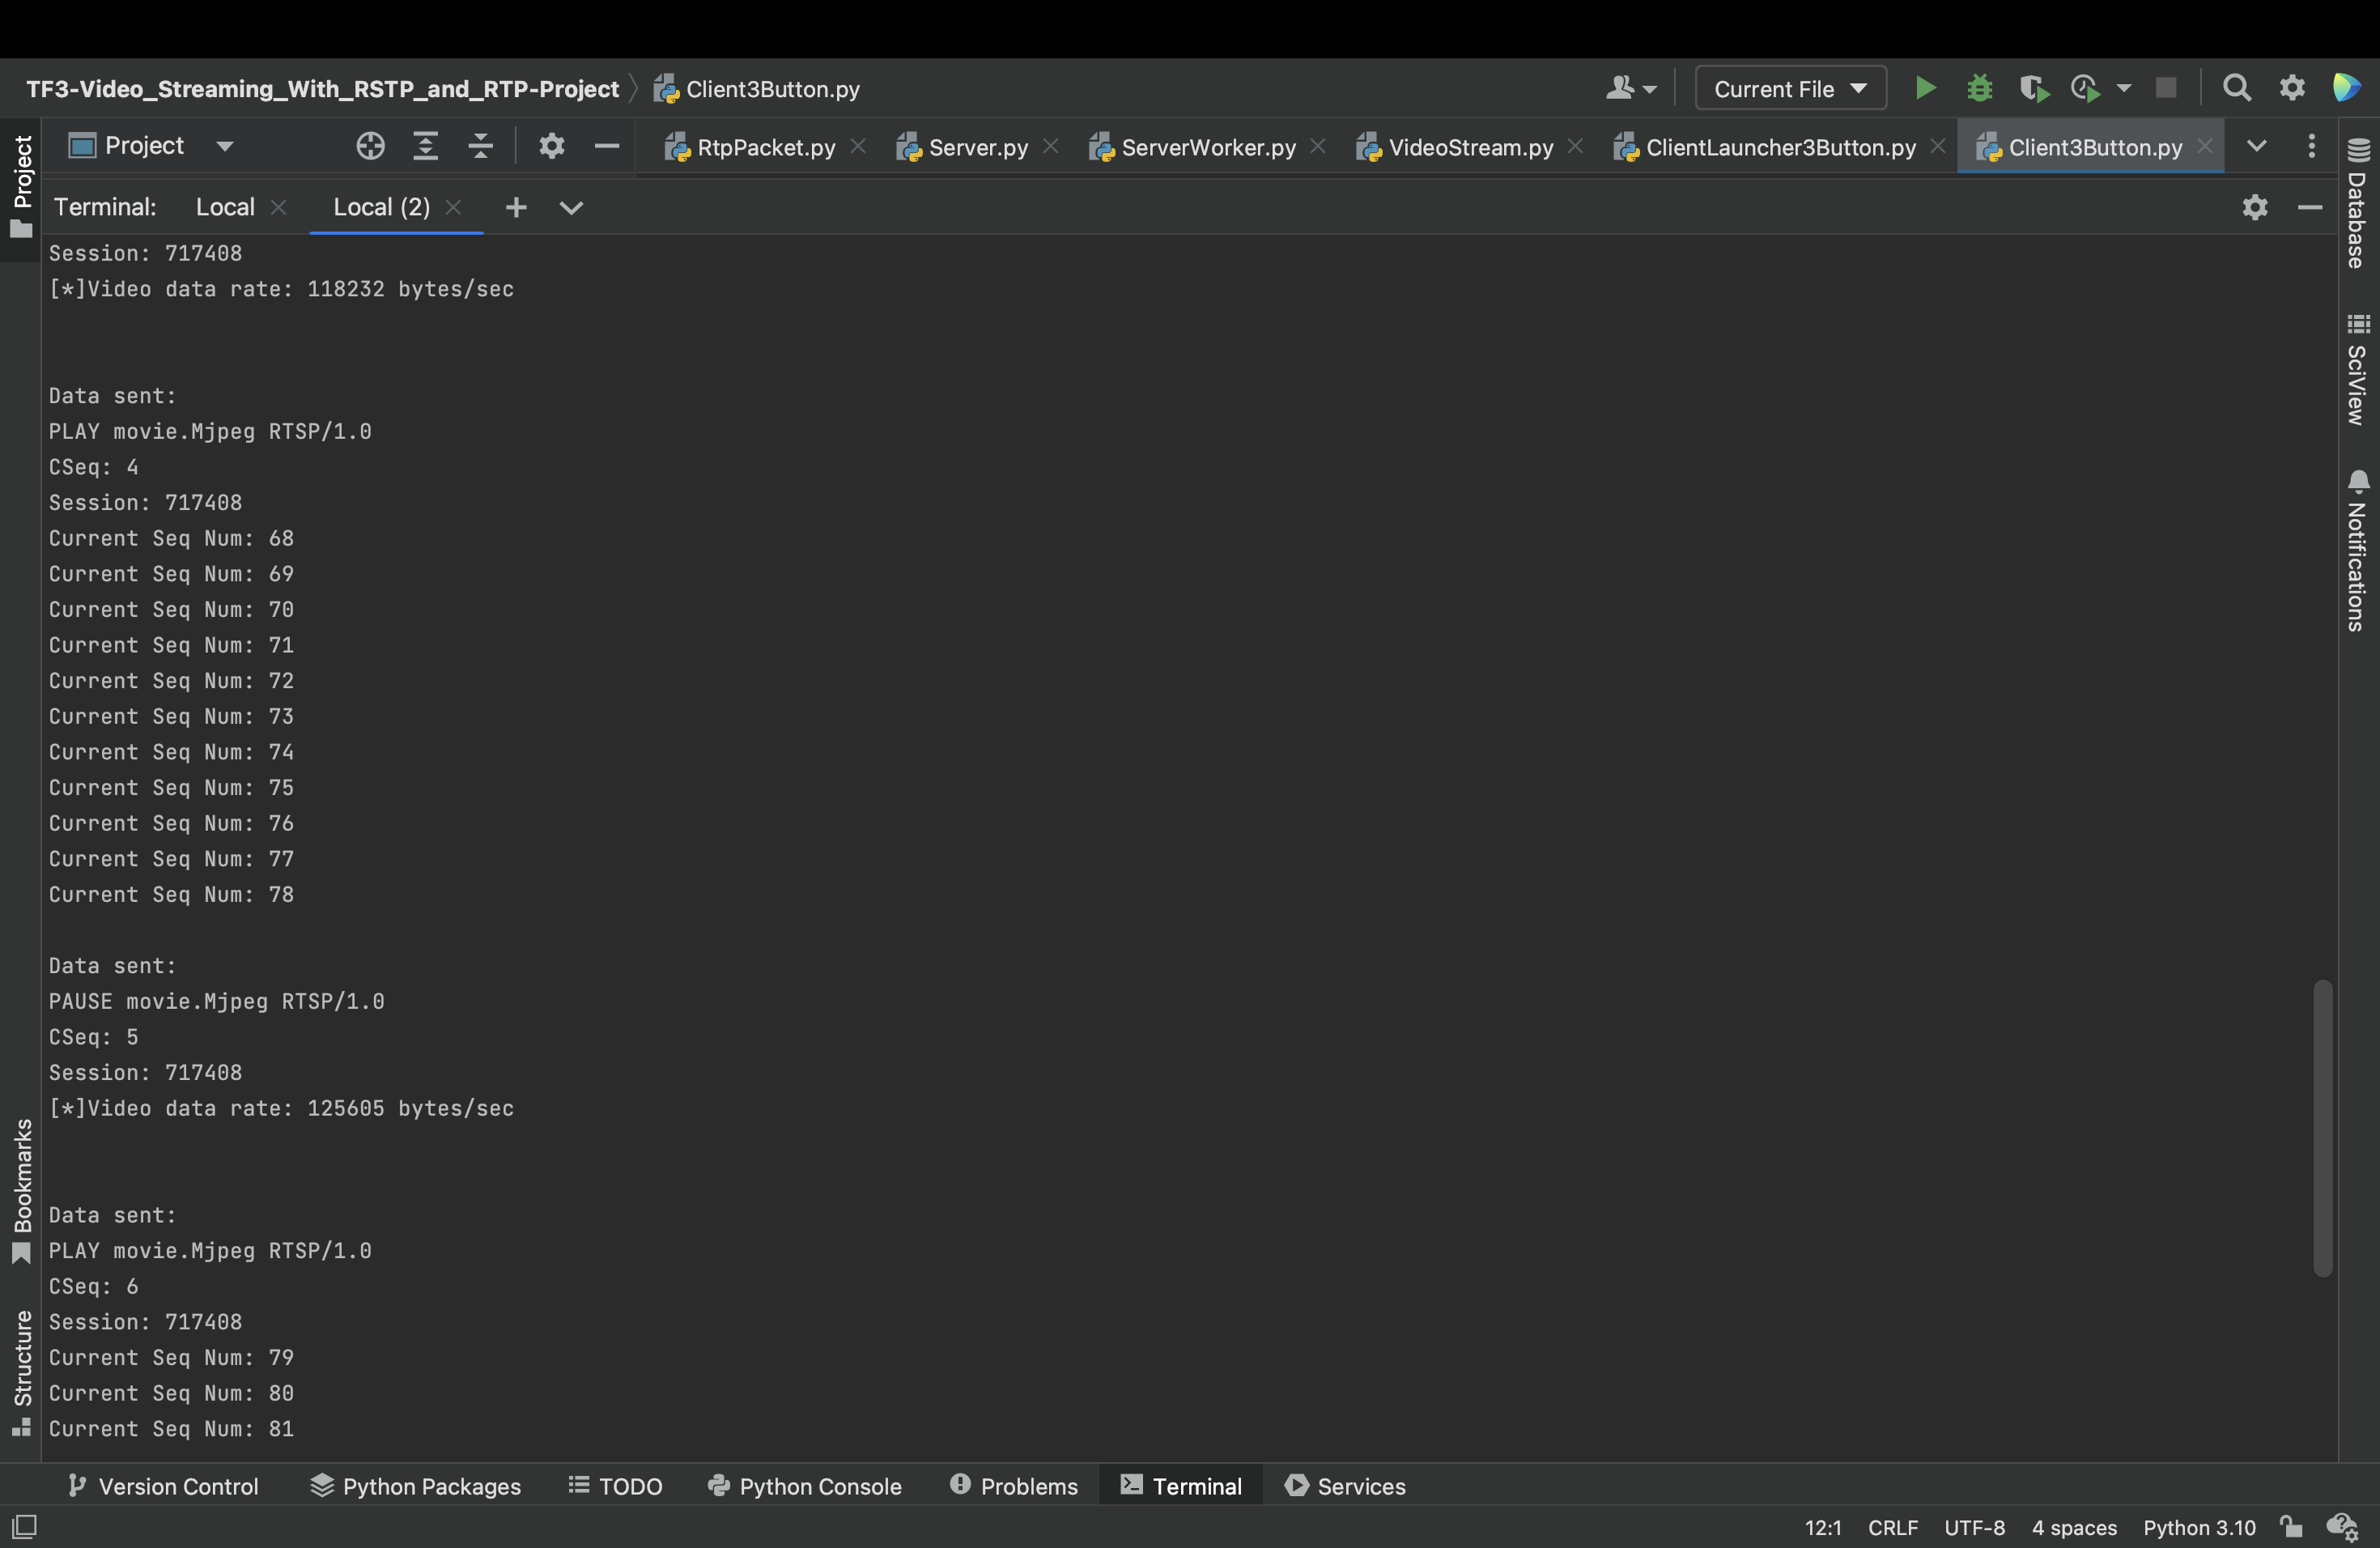 TF3-Video_Streaming_With_RSTP_and_RTP-Project Client3Button.py Current File
Project RtpPacket.py Server.py ServerWorker.py VideoStream.py ClientLauncher3Button.py Client3Button.py
Terminal: Local Local (2)
Session: 717408
[*]Video data rate: 118232 bytes/sec
Data sent:
PLAY movie.Mjpeg RTSP/1.0
CSeq: 4
Session: 717408
Current Seq Num: 68
Current Seq Num: 69
Current Seq Num: 70
Current Seq Num: 71
Current Seq Num: 72
Current Seq Num: 73
Current Seq Num: 74
Current Seq Num: 75
Current Seq Num: 76
Current Seq Num: 77
Current Seq Num: 78
Data sent:
PAUSE movie.Mjpeg RTSP/1.0
CSeq: 5
Session: 717408
[*]Video data rate: 125605 bytes/sec
Data sent:
PLAY movie.Mjpeg RTSP/1.0
CSeq: 6
Session: 717408
Current Seq Num: 79
Current Seq Num: 80
Current Seq Num: 81
Project
Bookmarks
Structure
Database
SciView
Notifications
Version Control Python Packages TODO Python Console Problems Terminal Services
12:1 CRLF UTF-8 4 spaces Python 3.10